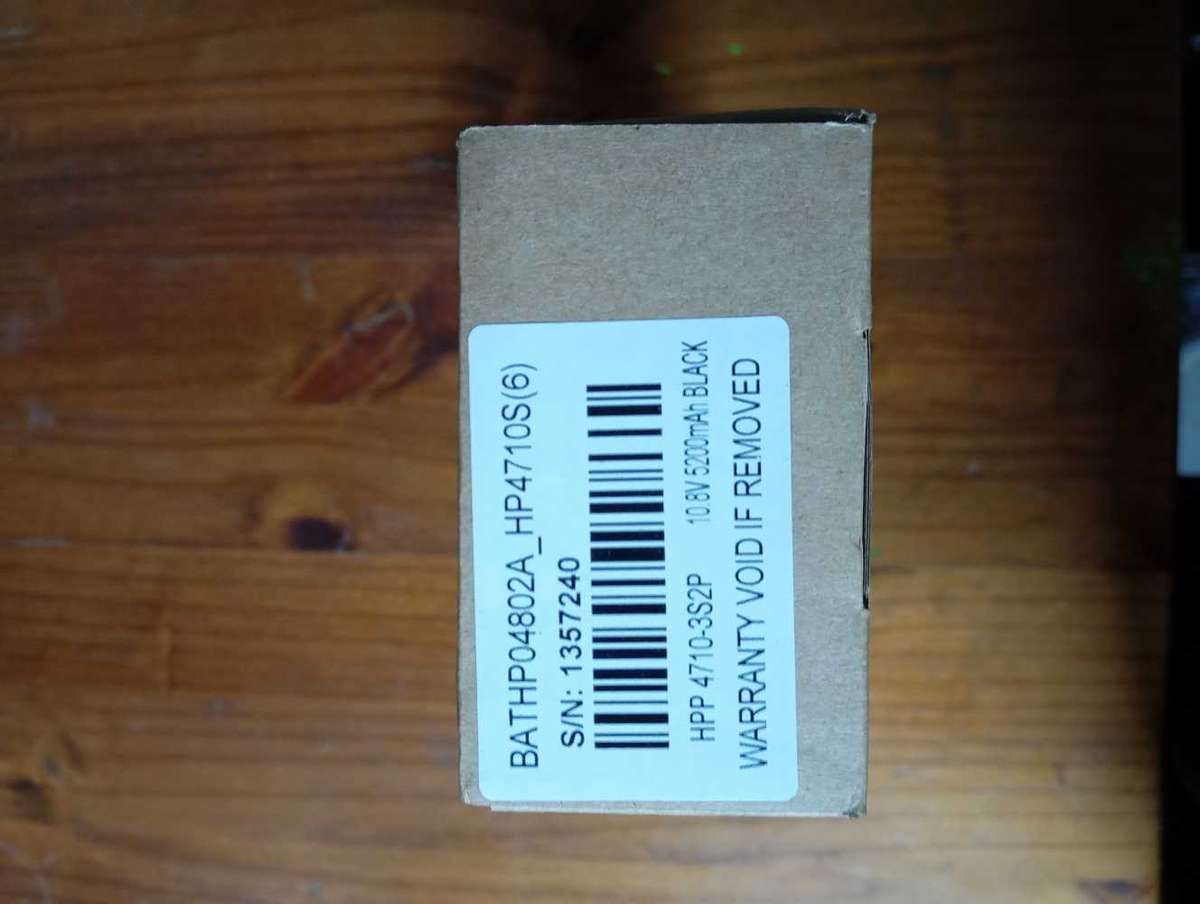 BATHP04802A_HP4710S(6)
S/N: 1357240
HPP 4710-3S2P 10.8V 5200mAh BLACK
WARRANTY VOID IF REMOVED